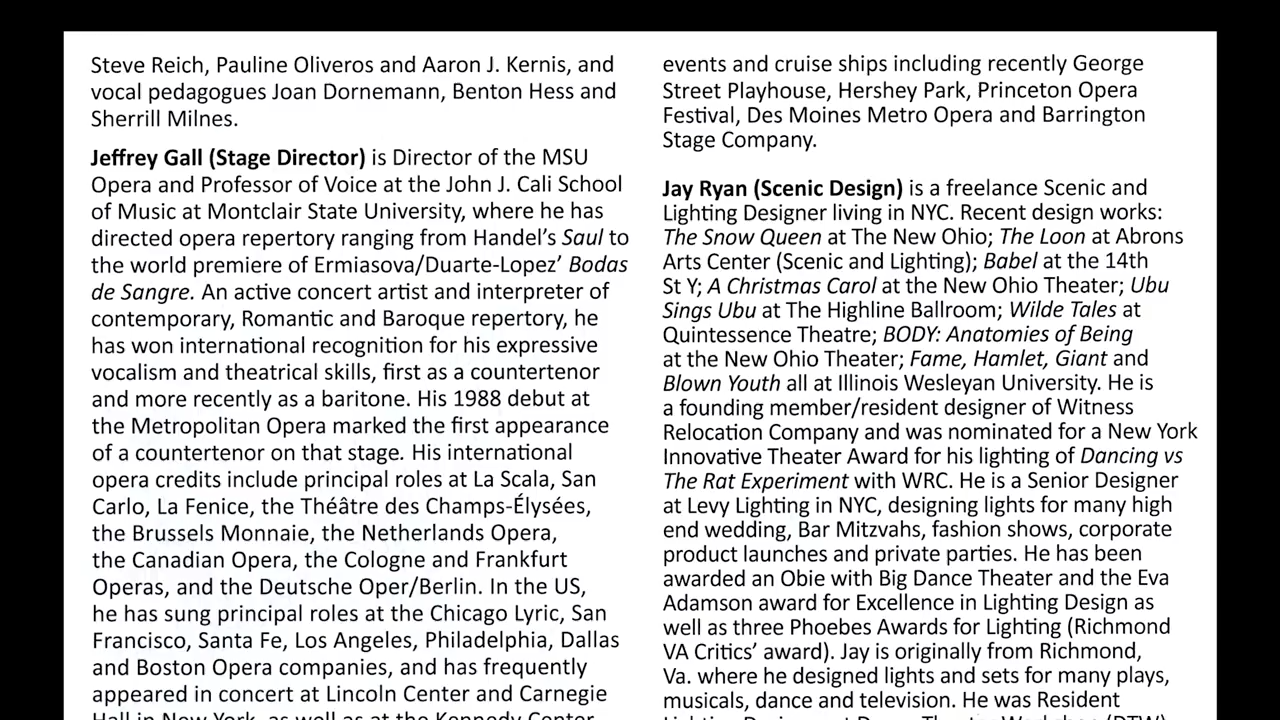 Steve Reich, Pauline Oliveros and Aaron J. Kernis, and
vocal pedagogues Joan Dornemann, Benton Hess and
Sherrill Milnes.
Jeffrey Gall (Stage Director) is Director of the MSU
Opera and Professor of Voice at the John J. Cali School
of Music at Montclair State University, where he has
directed opera repertory ranging from Handel’s Saul to
the world premiere of Ermiasova/Duarte-Lopez’ Bodas
de Sangre. An active concert artist and interpreter of
contemporary, Romantic and Baroque repertory, he
has won international recognition for his expressive
vocalism and theatrical skills, first as a countertenor
and more recently as a baritone. His 1988 debut at
the Metropolitan Opera marked the first appearance
of a countertenor on that stage. His international
opera credits include principal roles at La Scala, San
Carlo, La Fenice, the Théâtre des Champs-Élysées,
the Brussels Monnaie, the Netherlands Opera,
the Canadian Opera, the Cologne and Frankfurt
Operas, and the Deutsche Oper/Berlin. In the US,
he has sung principal roles at the Chicago Lyric, San
Francisco, Santa Fe, Los Angeles, Philadelphia, Dallas
and Boston Opera companies, and has frequently
appeared in concert at Lincoln Center and Carnegie
Hall in New York, as well as at the Kennedy Center
events and cruise ships including recently George
Street Playhouse, Hershey Park, Princeton Opera
Festival, Des Moines Metro Opera and Barrington
Stage Company.
Jay Ryan (Scenic Design) is a freelance Scenic and
Lighting Designer living in NYC. Recent design works:
The Snow Queen at The New Ohio; The Loon at Abrons
Arts Center (Scenic and Lighting); Babel at the 14th
St Y; A Christmas Carol at the New Ohio Theater; Ubu
Sings Ubu at The Highline Ballroom; Wilde Tales at
Quintessence Theatre; BODY: Anatomies of Being
at the New Ohio Theater; Fame, Hamlet, Giant and
Blown Youth all at Illinois Wesleyan University. He is
a founding member/resident designer of Witness
Relocation Company and was nominated for a New York
Innovative Theater Award for his lighting of Dancing vs
The Rat Experiment with WRC. He is a Senior Designer
at Levy Lighting in NYC, designing lights for many high
end wedding, Bar Mitzvahs, fashion shows, corporate
product launches and private parties. He has been
awarded an Obie with Big Dance Theater and the Eva
Adamson award for Excellence in Lighting Design as
well as three Phoebes Awards for Lighting (Richmond
VA Critics’ award). Jay is originally from Richmond,
Va. where he designed lights and sets for many plays,
musicals, dance and television. He was Resident
Lighting Designer at Dance Theater Workshop (DTW)